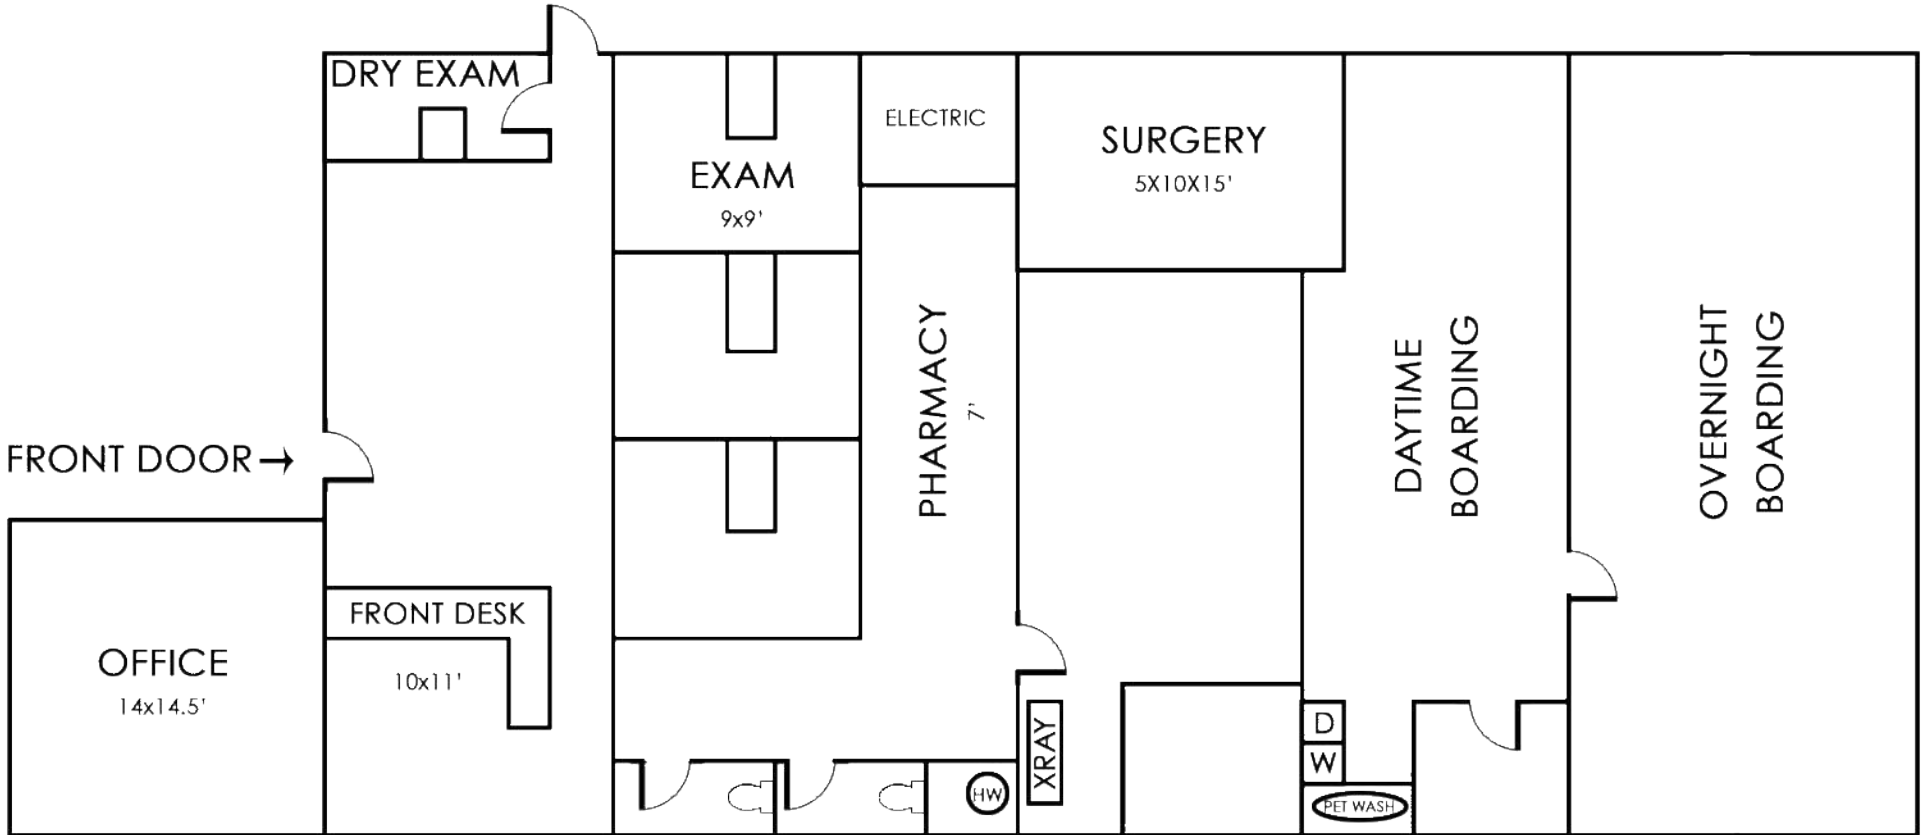 DRY EXAM
ELECTRIC
SURGERY
5X10X15'
EXAM
9x9'
PHARMACY
7'
DAYTIME
BOARDING
OVERNIGHT
BOARDING
FRONT DOOR→
FRONT DESK
10x11'
OFFICE
14x14.5'
XRAY
D
W
HW
PET WASH